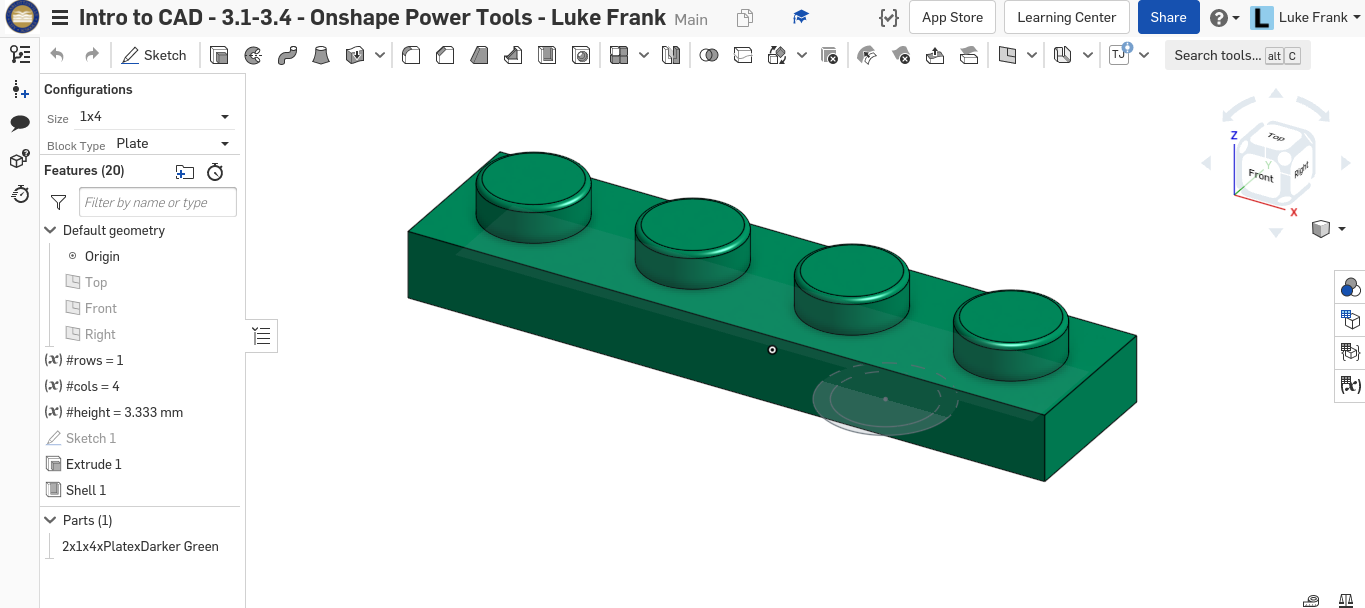 Intro to CAD - 3.1-3.4 - Onshape Power Tools - Luke Frank Main
App Store
Learning Center
Share
Luke Frank
Sketch
TJ
Search tools... alt C
Configurations
Size 1x4
Block Type Plate
Features (20)
Filter by name or type
Default geometry
Origin
Top
Front
Right
(x) #rows = 1
(x) #cols = 4
(x) #height = 3.333 mm
Sketch 1
Extrude 1
Shell 1
Parts (1)
2x1x4xPlatexDarker Green
Z
Top
Y
Front
Right
X
(x)